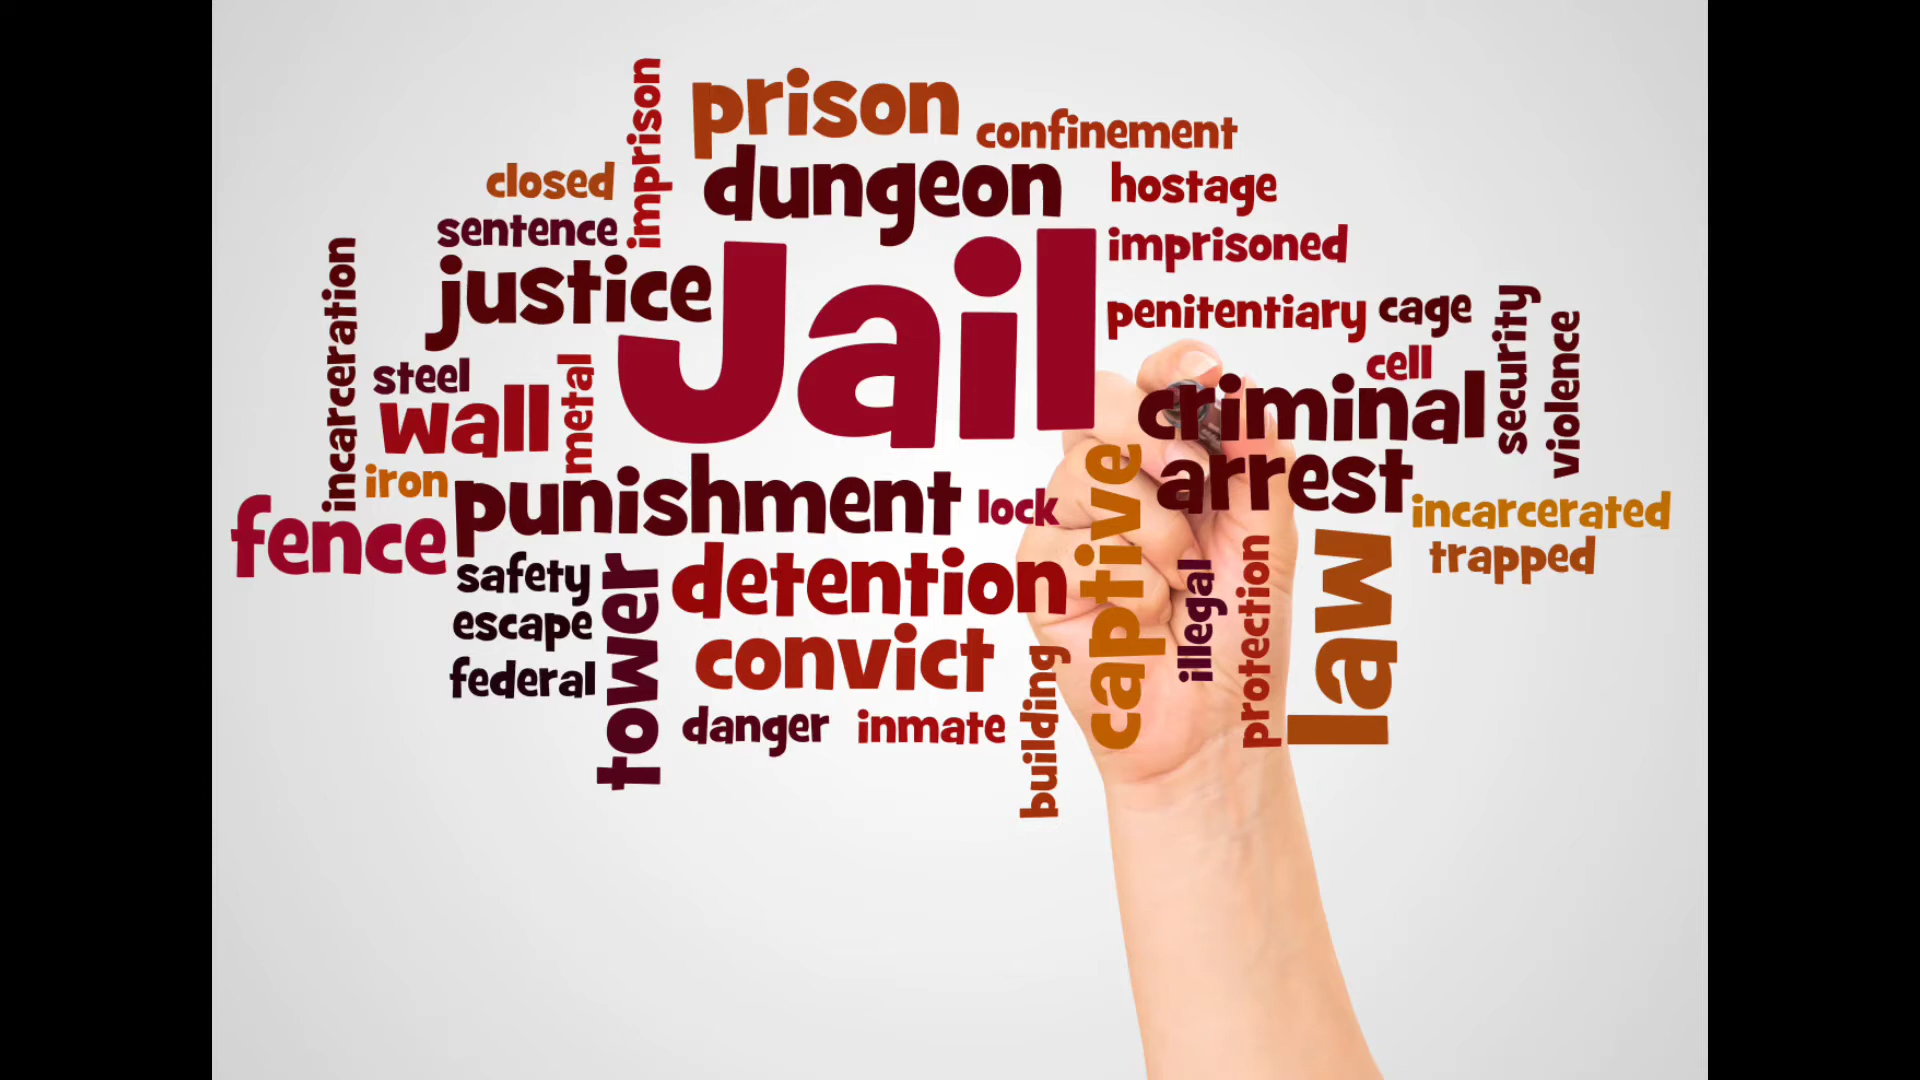 imprison
prison
confinement
closed
dungeon
hostage
sentence
imprisoned
incarceration
justice
Jail
penitentiary
cage
security
violence
steel
metal
cell
wall
criminal
iron
punishment
lock
captive
arrest
incarcerated
fence
trapped
safety
tower
detention
illegal
protection
law
escape
convict
federal
building
danger
inmate